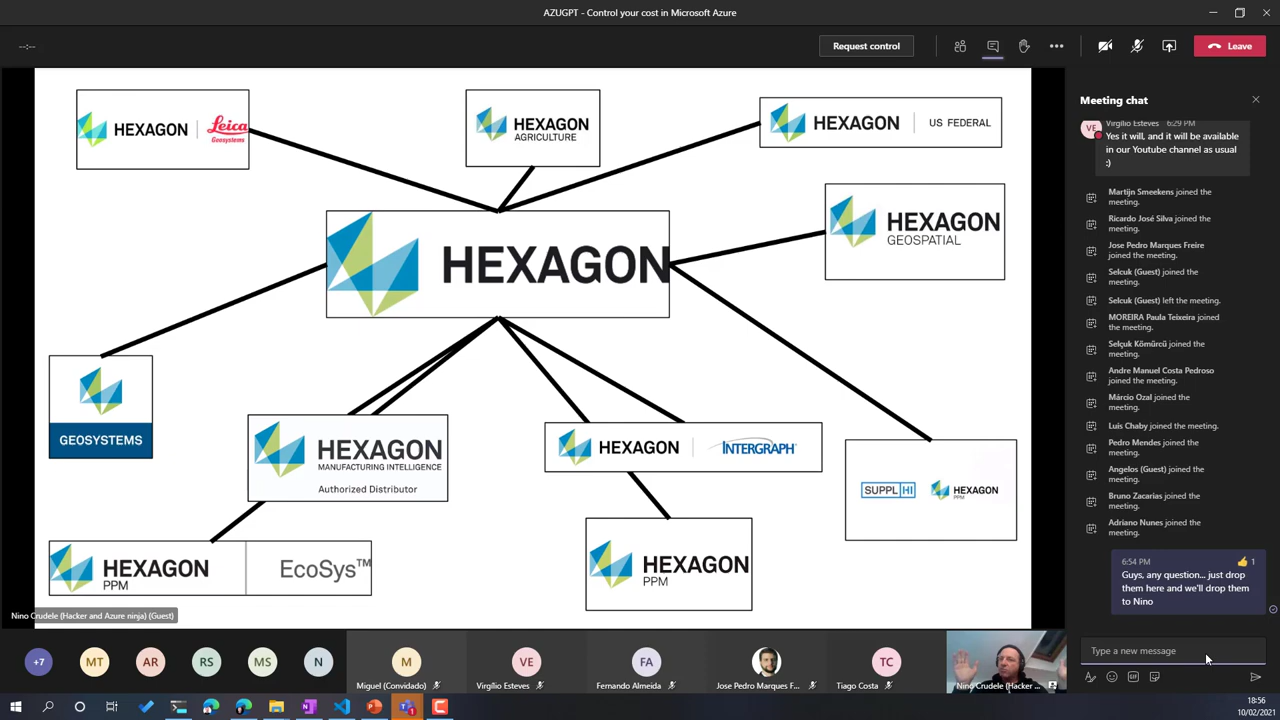 AZUGPT - Control your cost in Microsoft Azure
--:--
Request control
Leave
HEXAGON
Leica
Geosystems
HEXAGON
AGRICULTURE
HEXAGON
US FEDERAL
HEXAGON
HEXAGON
GEOSPATIAL
GEOSYSTEMS
HEXAGON
MANUFACTURING INTELLIGENCE
Authorized Distributor
HEXAGON
INTERGRAPH
SUPPLHI
HEXAGON
PPM
HEXAGON
PPM
EcoSys™
HEXAGON
PPM
Nino Crudele (Hacker and Azure ninja) (Guest)
Meeting chat
VE
Virgílio Esteves 6:29 PM
Yes it will, and it will be available
in our Youtube channel as usual
:)
Martijn Smeekens joined the
meeting.
Ricardo José Silva joined the
meeting.
Jose Pedro Marques Freire
joined the meeting.
Selcuk (Guest) joined the
meeting.
Selcuk (Guest) left the meeting.
MOREIRA Paula Teixeira joined
the meeting.
Selçuk Kömürcü joined the
meeting.
Andre Manuel Costa Pedroso
joined the meeting.
Márcio Ozal joined the
meeting.
Luis Chaby joined the meeting.
Pedro Mendes joined the
meeting.
Angelos (Guest) joined the
meeting.
Bruno Zacarias joined the
meeting.
Adriano Nunes joined the
meeting.
6:54 PM
1
Guys, any question... just drop
them here and we'll drop them
to Nino
Type a new message
+7
MT
AR
RS
MS
N
M
Miguel (Convidado)
VE
Virgílio Esteves
FA
Fernando Almeida
Jose Pedro Marques F...
TC
Tiago Costa
Nino Crudele (Hacker ...
18:56
10/02/2021